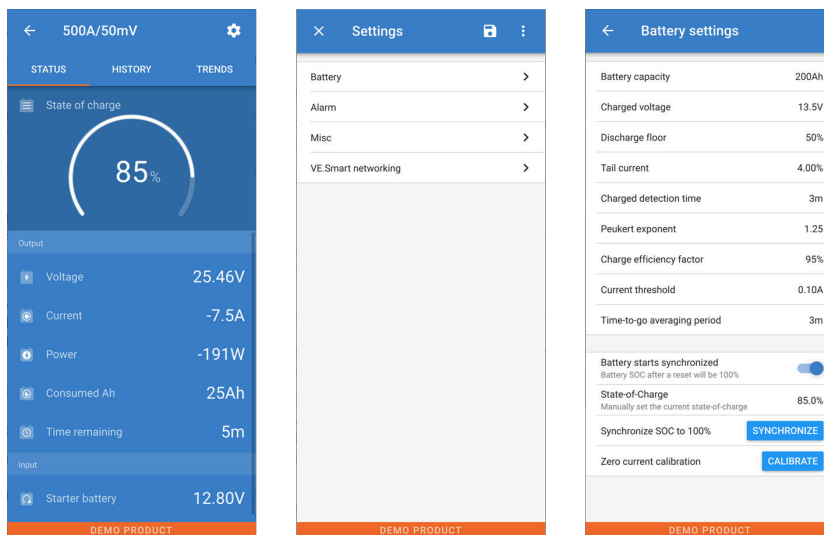 500A/50mV
STATUS HISTORY TRENDS
State of charge
85%
Output
Voltage 25.46V
Current -7.5A
Power -191W
Consumed Ah 25Ah
Time remaining 5m
Input
Starter battery 12.80V
DEMO PRODUCT
Settings
Battery
Alarm
Misc
VE.Smart networking
DEMO PRODUCT
Battery settings
Battery capacity 200Ah
Charged voltage 13.5V
Discharge floor 50%
Tail current 4.00%
Charged detection time 3m
Peukert exponent 1.25
Charge efficiency factor 95%
Current threshold 0.10A
Time-to-go averaging period 3m
Battery starts synchronized
Battery SOC after a reset will be 100%
State-of-Charge 85.0%
Manually set the current state-of-charge
Synchronize SOC to 100% SYNCHRONIZE
Zero current calibration CALIBRATE
DEMO PRODUCT